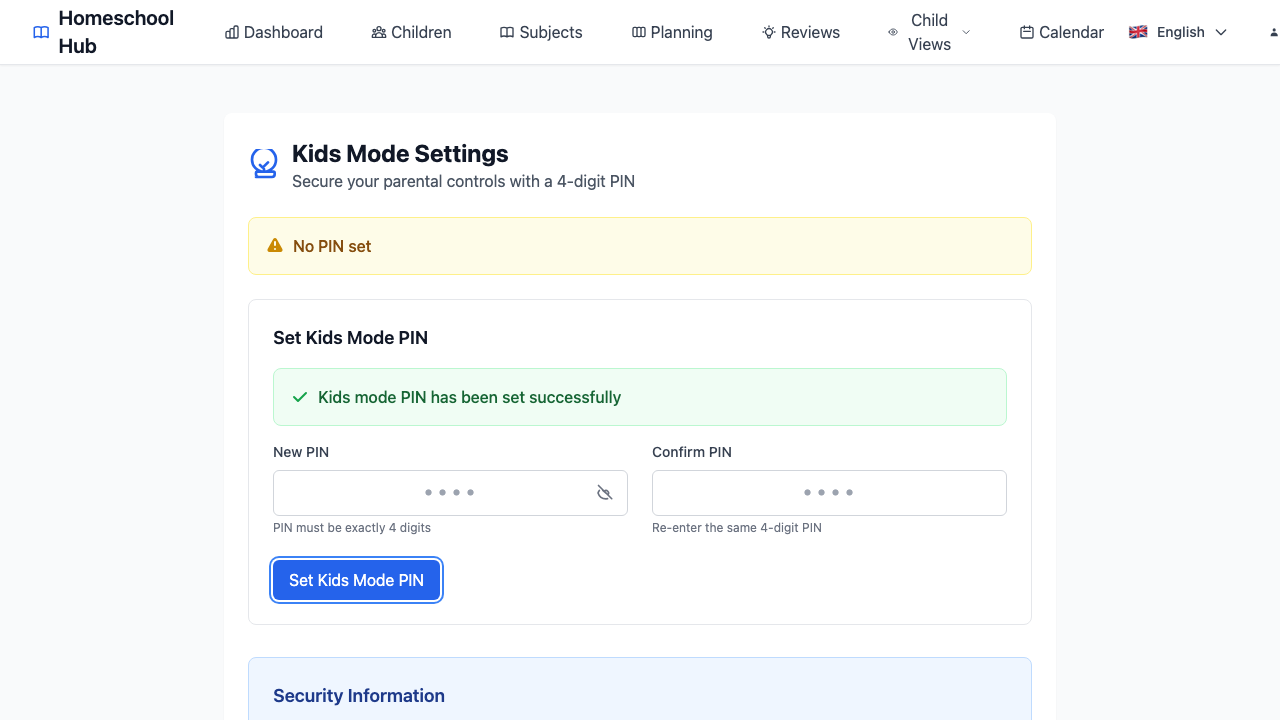 Homeschool
Hub
Dashboard
Children
Subjects
Planning
Reviews
Child
Views
Calendar
English
Kids Mode Settings
Secure your parental controls with a 4-digit PIN
No PIN set
Set Kids Mode PIN
Kids mode PIN has been set successfully
New PIN
Confirm PIN
PIN must be exactly 4 digits
Re-enter the same 4-digit PIN
Set Kids Mode PIN
Security Information